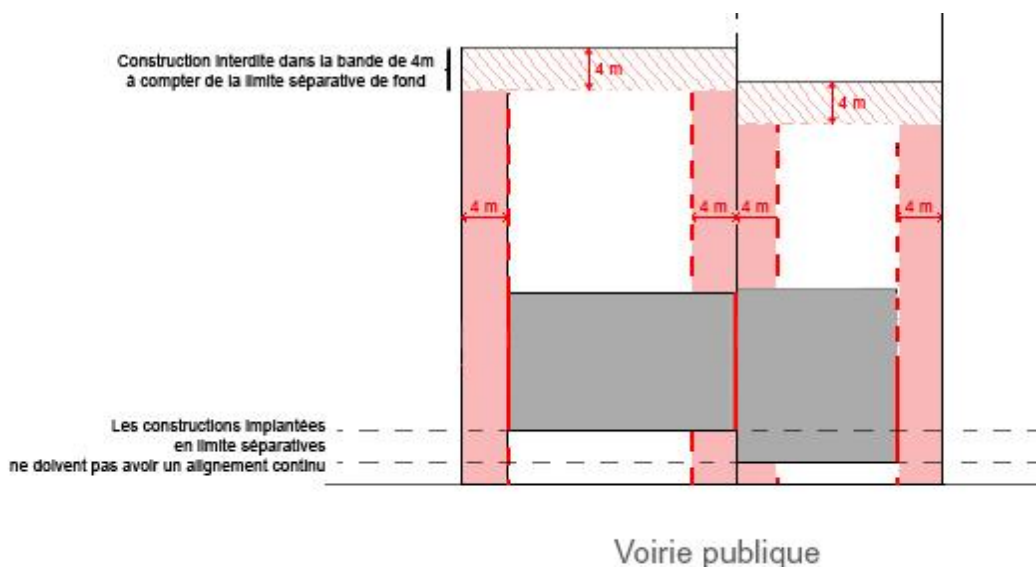 Construction interdite dans la bande de 4m
à compter de la limite séparative de fond
4 m
4 m
4 m
4 m
4 m
4 m
Les constructions implantées
en limite séparatives
ne doivent pas avoir un alignement continu
Voirie publique